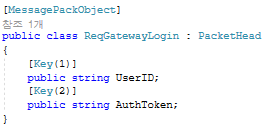 [MessagePackObject]
참조 1개
public class ReqGatewayLogin : PacketHead
{
[Key(1)]
public string UserID;
[Key(2)]
public string AuthToken;
}